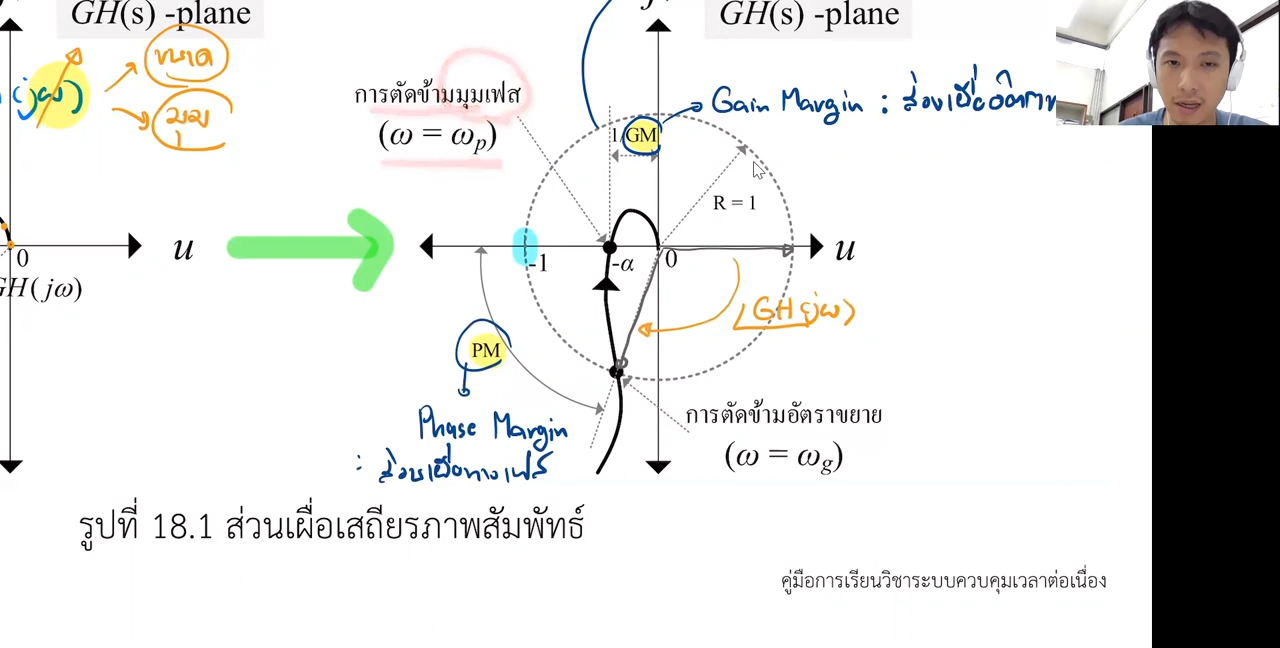 GH(s) -plane
GH(s) -plane
ขนาด
(jω)
มุม
การตัดข้ามมุมเฟส
(ω = ωp)
1/GM
Gain Margin : ส่วนเผื่ออัตราข
R = 1
0
u
-1
-α
0
u
GH(jω)
∠GH(jω)
PM
Phase Margin
: ส่วนเผื่อทางเฟส
การตัดข้ามอัตราขยาย
(ω = ωg)
รูปที่ 18.1 ส่วนเผื่อเสถียรภาพสัมพัทธ์
คู่มือการเรียนวิชาระบบควบคุมเวลาต่อเนื่อง